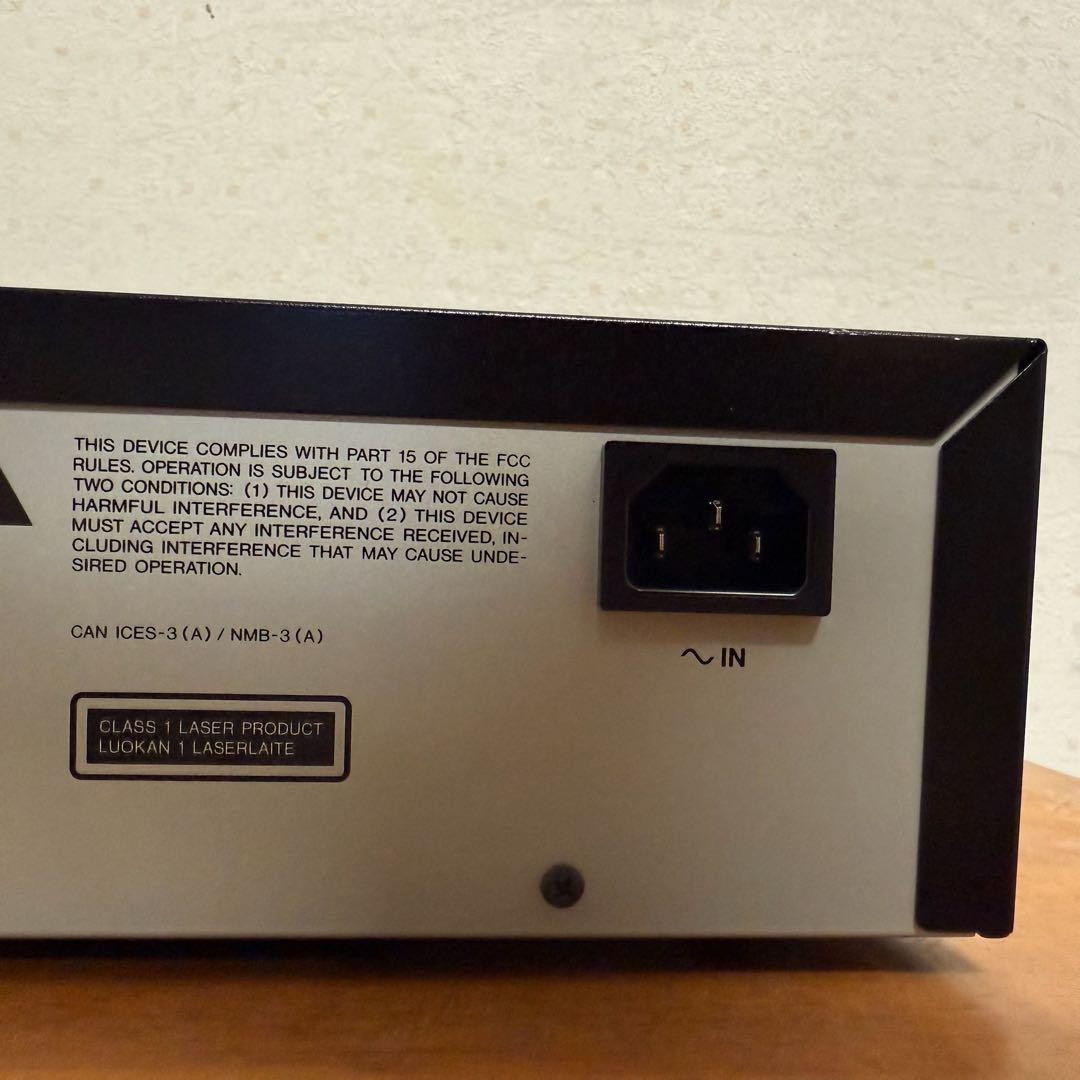 THIS DEVICE COMPLIES WITH PART 15 OF THE FCC
RULES. OPERATION IS SUBJECT TO THE FOLLOWING
TWO CONDITIONS: (1) THIS DEVICE MAY NOT CAUSE
HARMFUL INTERFERENCE, AND (2) THIS DEVICE
MUST ACCEPT ANY INTERFERENCE RECEIVED, IN-
CLUDING INTERFERENCE THAT MAY CAUSE UNDE-
SIRED OPERATION.
CAN ICES-3 (A) / NMB-3 (A)
∿ IN
CLASS 1 LASER PRODUCT
LUOKAN 1 LASERLAITE